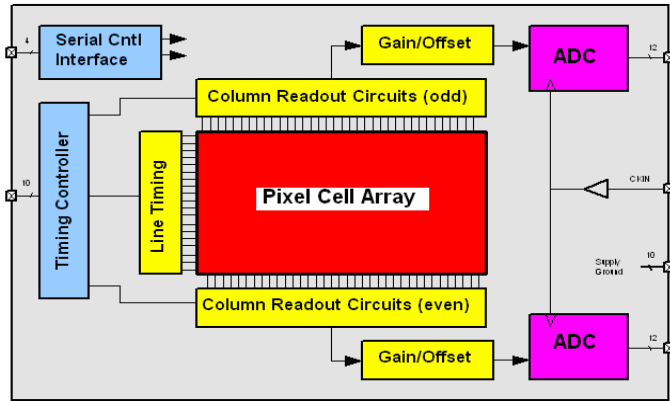 4
Serial Cntl
Interface
Gain/Offset
ADC
12
Column Readout Circuits (odd)
10
Timing Controller
Line Timing
Pixel Cell Array
CLKIN
Supply
Ground
10
Column Readout Circuits (even)
Gain/Offset
ADC
12